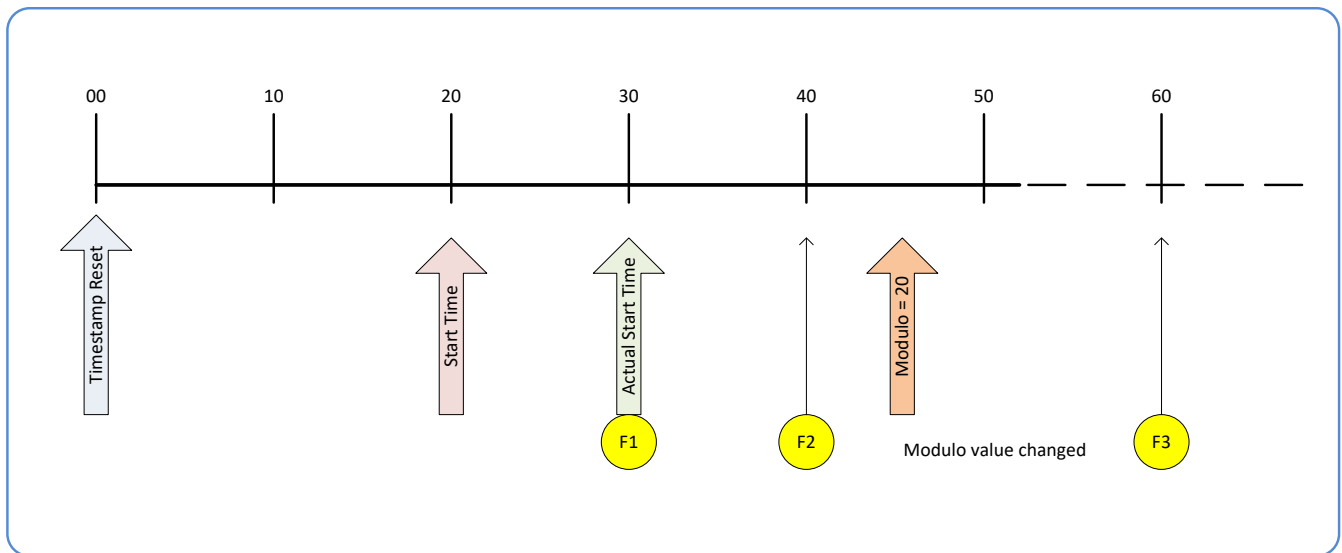 00
10
20
30
40
50
60
Timestamp Reset
Start Time
Actual Start Time
Modulo = 20
F1
F2
Modulo value changed
F3